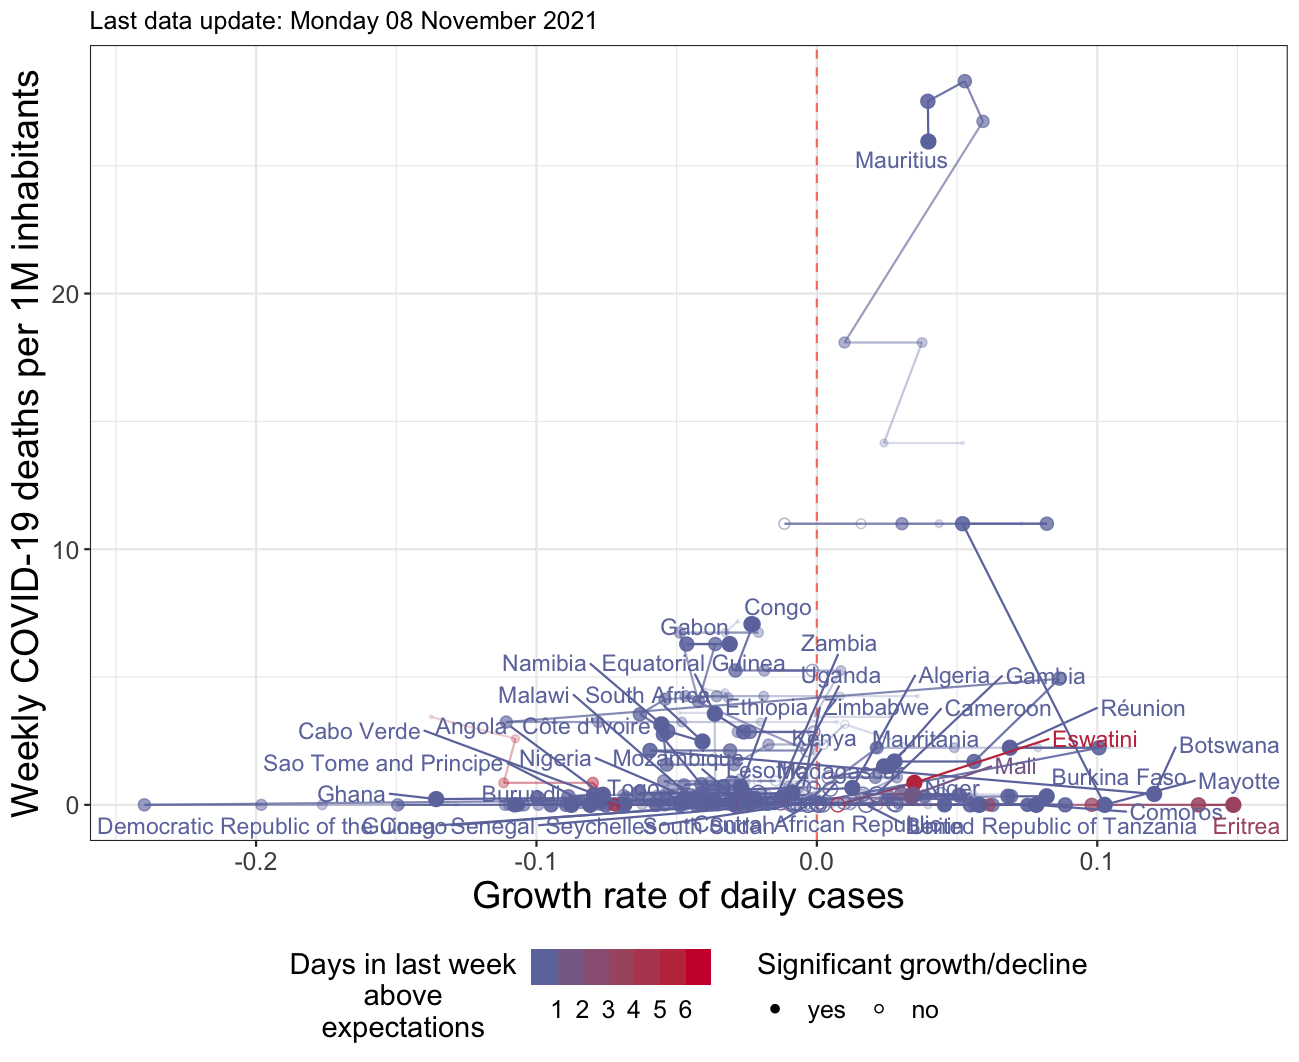 Last data update: Monday 08 November 2021
Weekly COVID-19 deaths per 1M inhabitants
20
10
0
Mauritius
Congo
Gabon
Zambia
Namibia
Equatorial Guinea
Uganda
Algeria
Gambia
Malawi
South Africa
Ethiopia
Zimbabwe
Cameroon
Réunion
Cabo Verde
Angola
Cote d'Ivoire
Kenya
Mauritania
Eswatini
Botswana
Sao Tome and Principe
Nigeria
Mozambique
Lesotho
Madagascar
Mali
Burkina Faso
Mayotte
Ghana
Burundi
Togo
Niger
Comoros
Democratic Republic of the Congo
Guinea
Senegal
Seychelles
South Sudan
Central African Republic
Benin
United Republic of Tanzania
Eritrea
-0.2
-0.1
0.0
0.1
Growth rate of daily cases
Days in last week
above
expectations
1 2 3 4 5 6
Significant growth/decline
yes
no